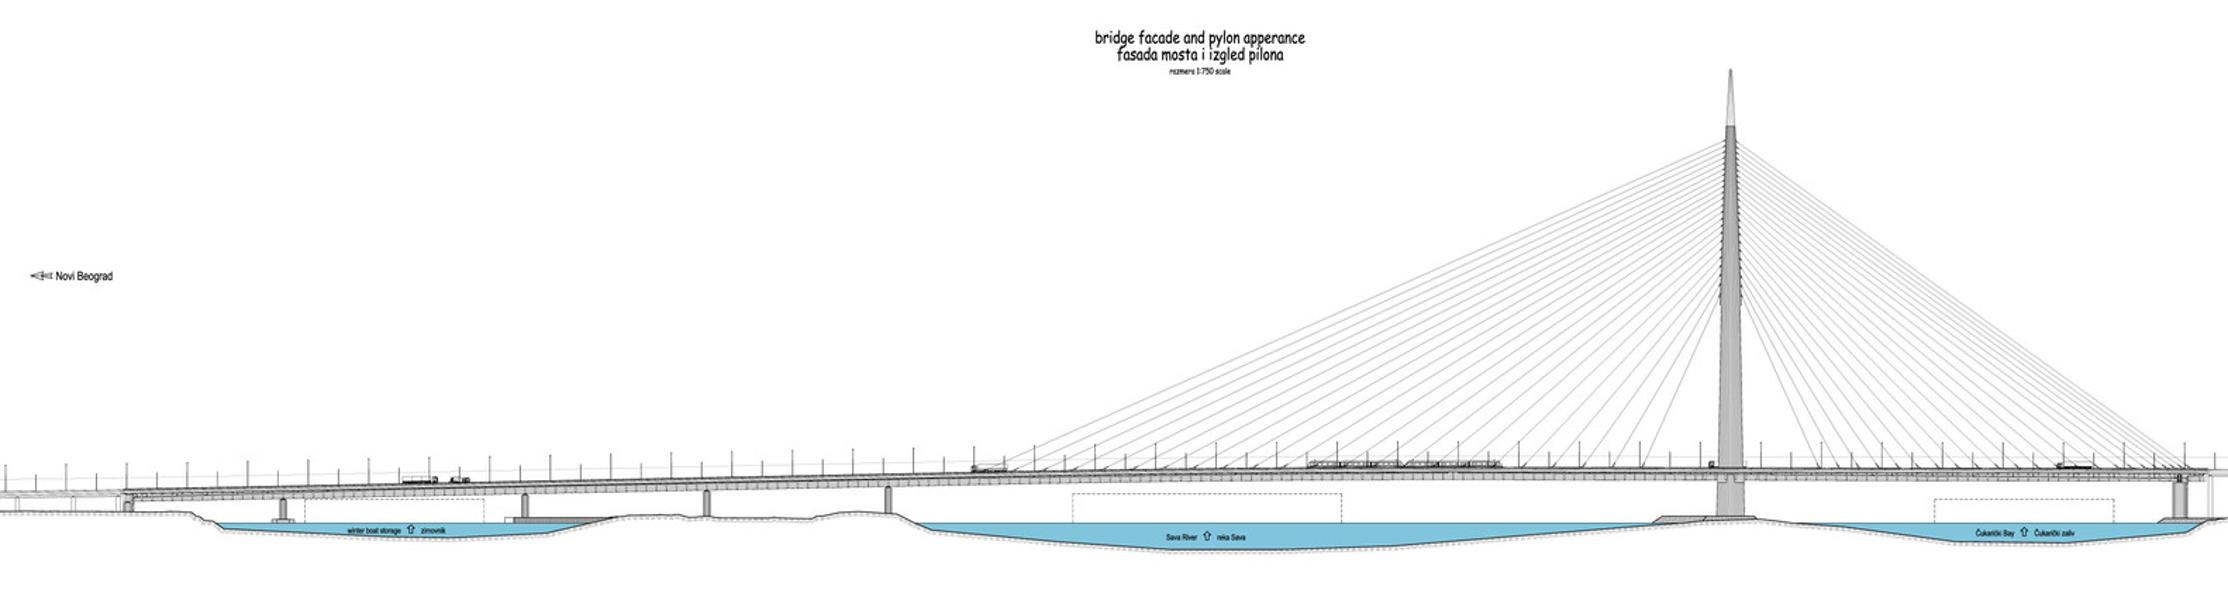 bridge facade and pylon apperance
fasada mosta i izgled pilona
razmera 1:750 scale
Novi Beograd
winter boat storage zimovnik
Sava River reka Sava
Čukarički Bay Čukarički zaliv